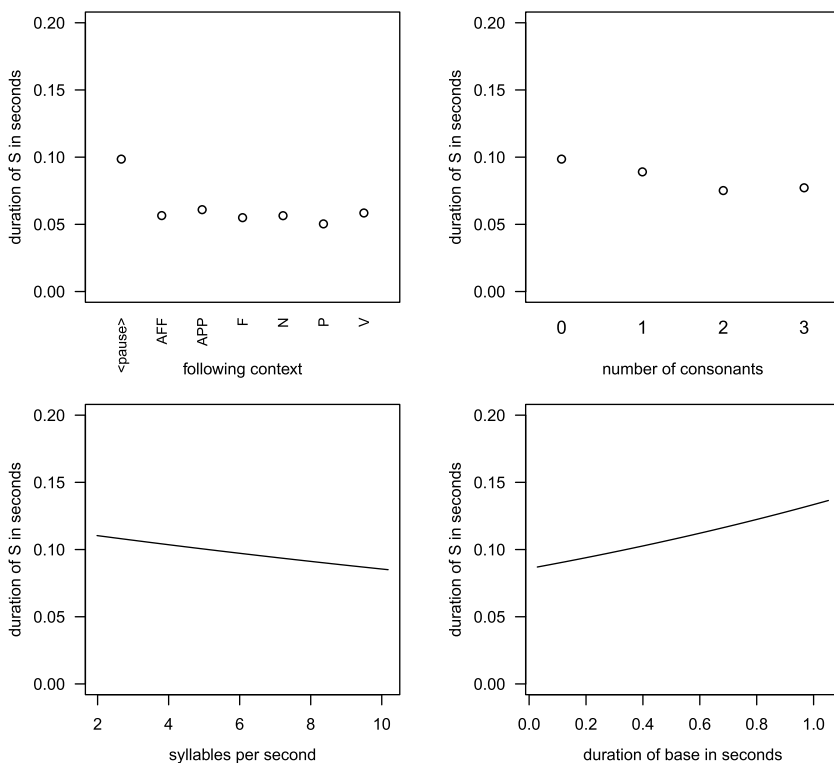 duration of S in seconds
0.20
0.15
0.10
0.05
0.00
<pause> AFF APP F N P V
following context
duration of S in seconds
0.20
0.15
0.10
0.05
0.00
0 1 2 3
number of consonants
duration of S in seconds
0.20
0.15
0.10
0.05
0.00
2 4 6 8 10
syllables per second
duration of S in seconds
0.20
0.15
0.10
0.05
0.00
0.0 0.2 0.4 0.6 0.8 1.0
duration of base in seconds